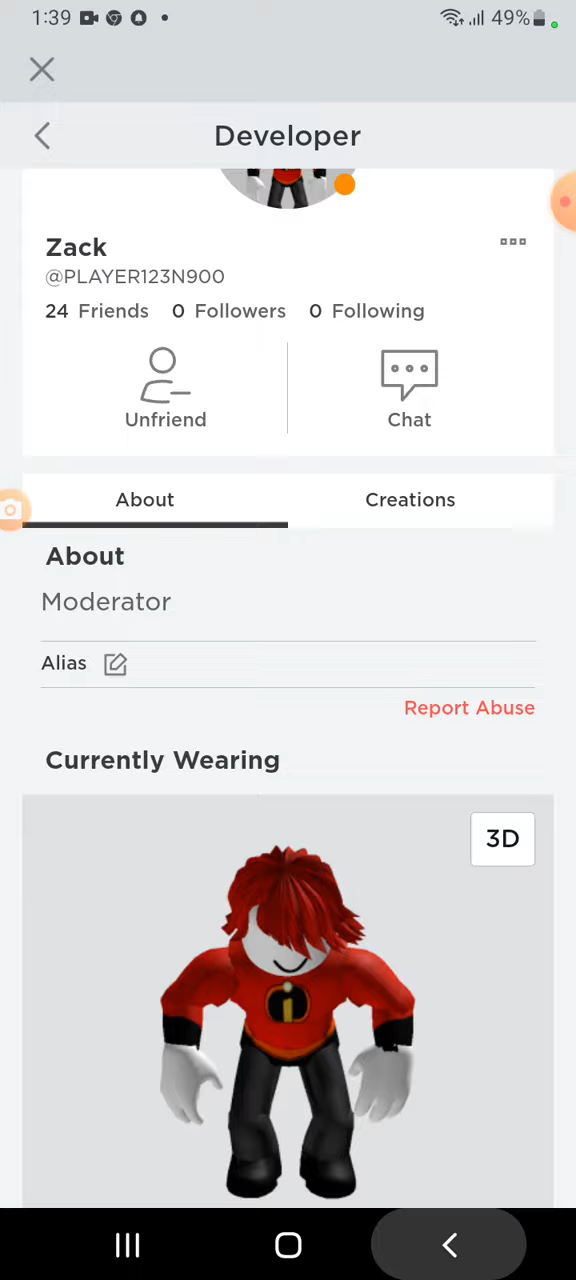 1:39 49%
Developer
Zack
@PLAYER123N900
24 Friends 0 Followers 0 Following
Unfriend Chat
About Creations
About
Moderator
Alias
Report Abuse
Currently Wearing
3D
i